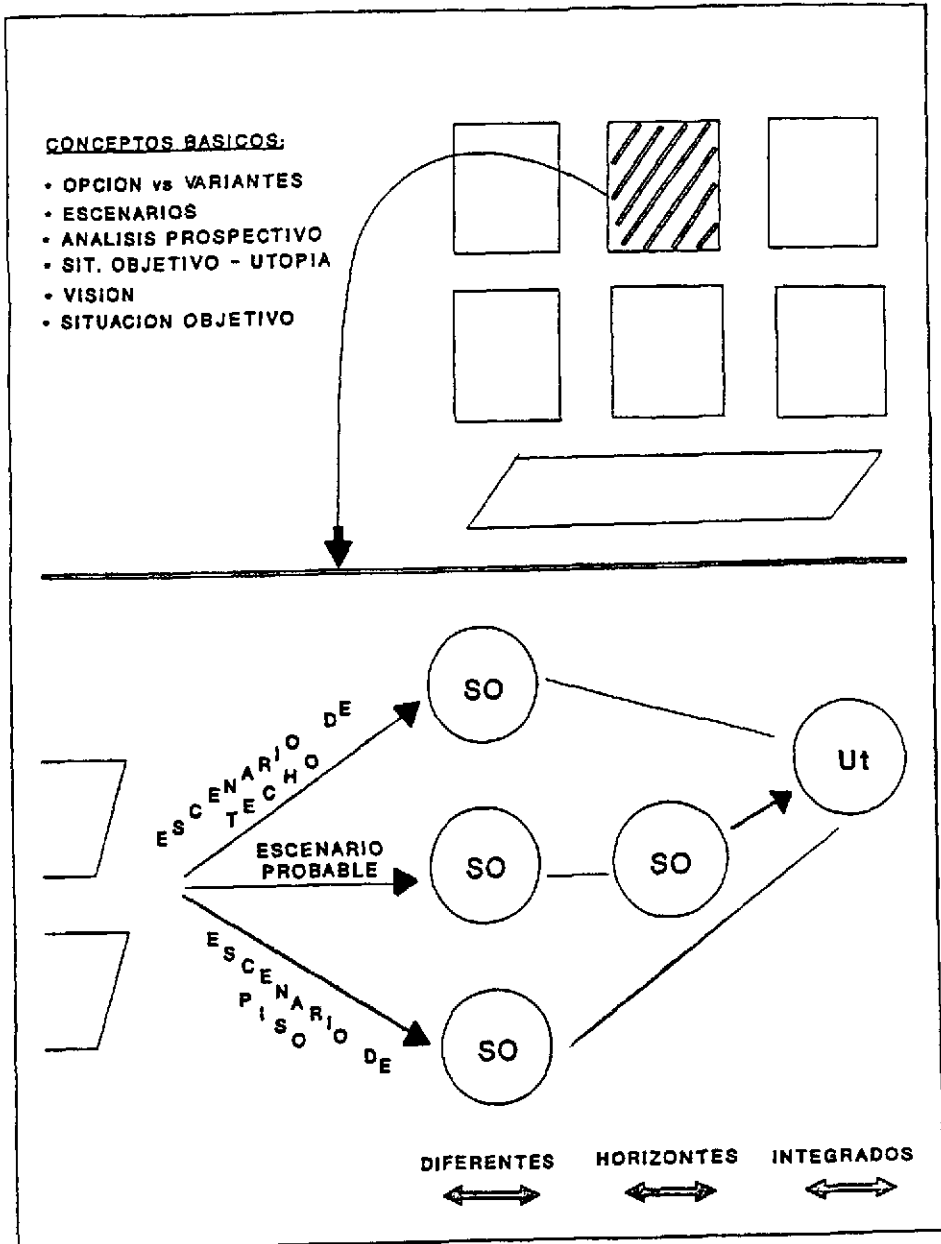 CONCEPTOS BASICOS:
• OPCION vs VARIANTES
• ESCENARIOS
• ANALISIS PROSPECTIVO
• SIT. OBJETIVO - UTOPIA
• VISION
• SITUACION OBJETIVO
SO
ESCENARIO DE
TECHO
Ut
ESCENARIO
PROBABLE
SO
SO
ESCENARIO DE
PISO
SO
DIFERENTES
HORIZONTES
INTEGRADOS